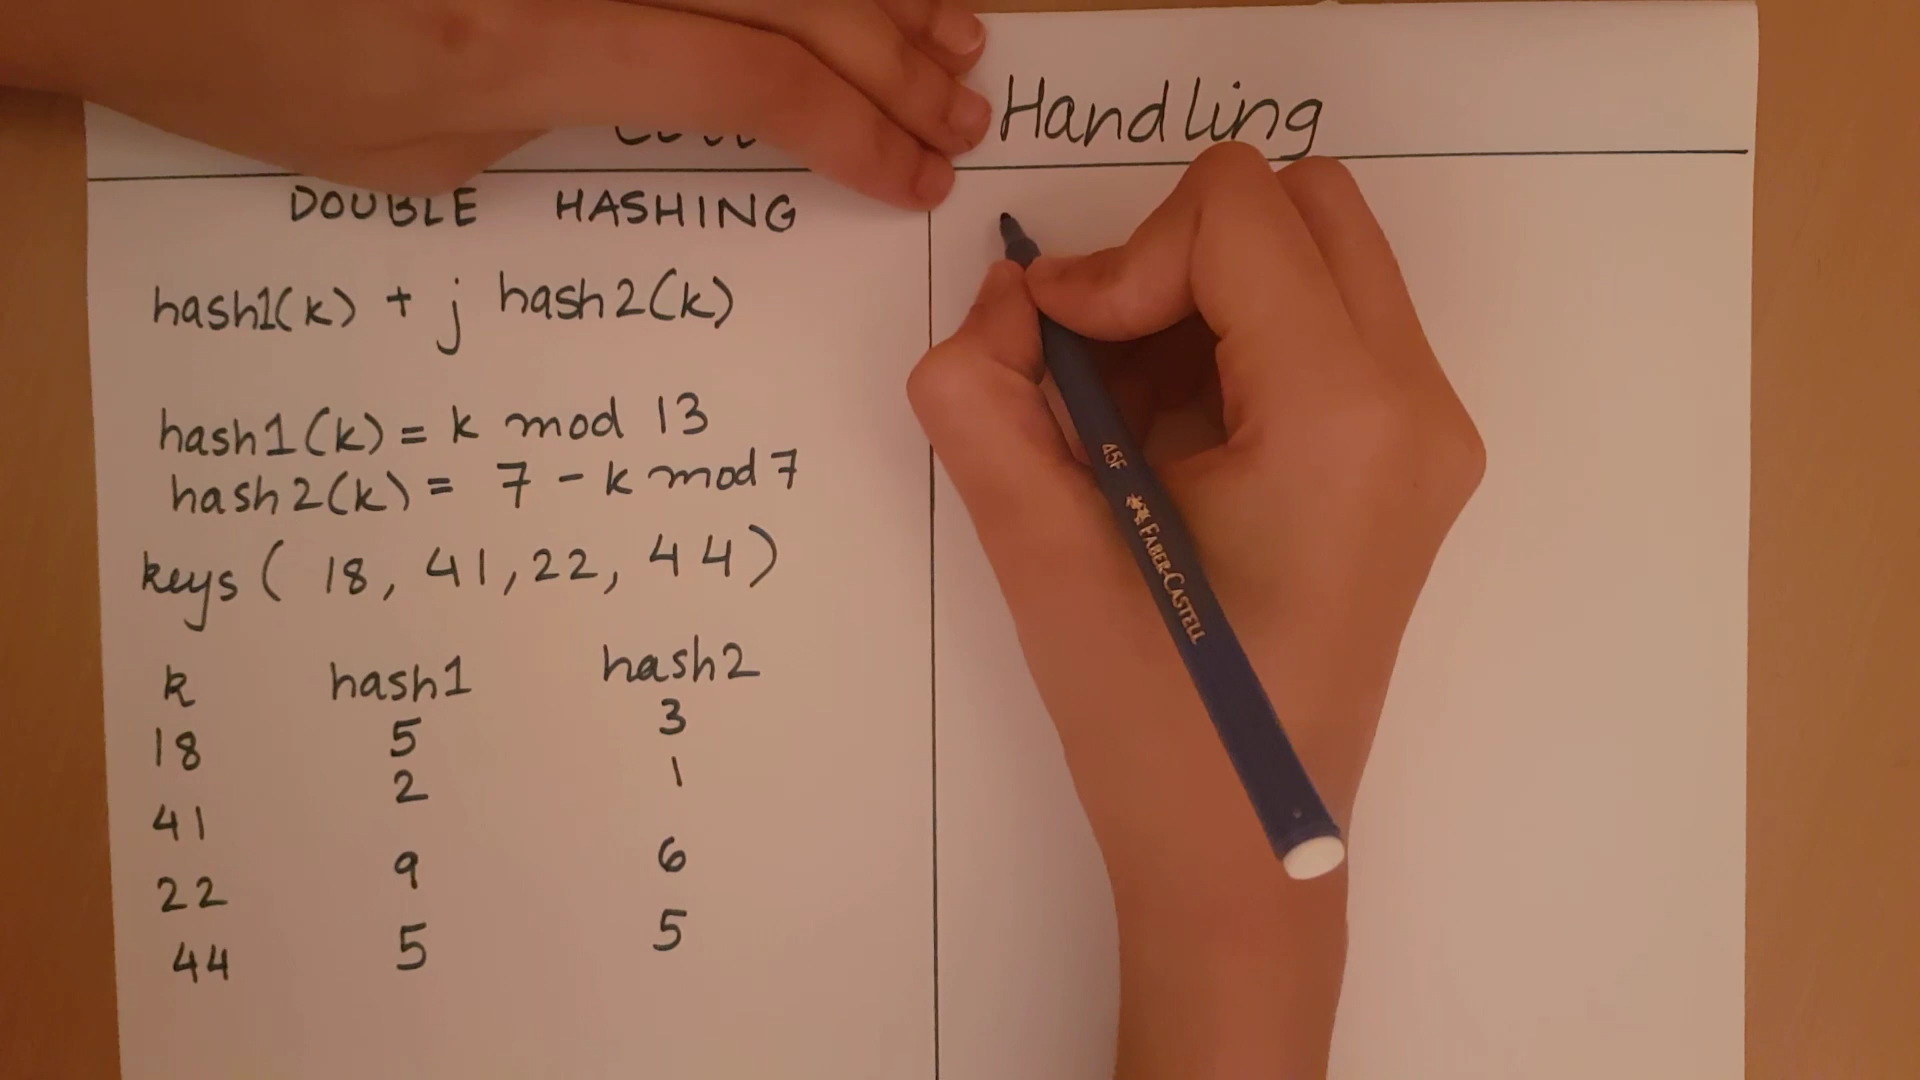 Handling
DOUBLE HASHING
hash1(k) + j hash2(k)
hash1(k) = k mod 13
hash2(k) = 7 - k mod 7
keys ( 18, 41, 22, 44)
k hash1 hash2
18 5 3
41 2 1
22 9 6
44 5 5
45F FABER-CASTELL